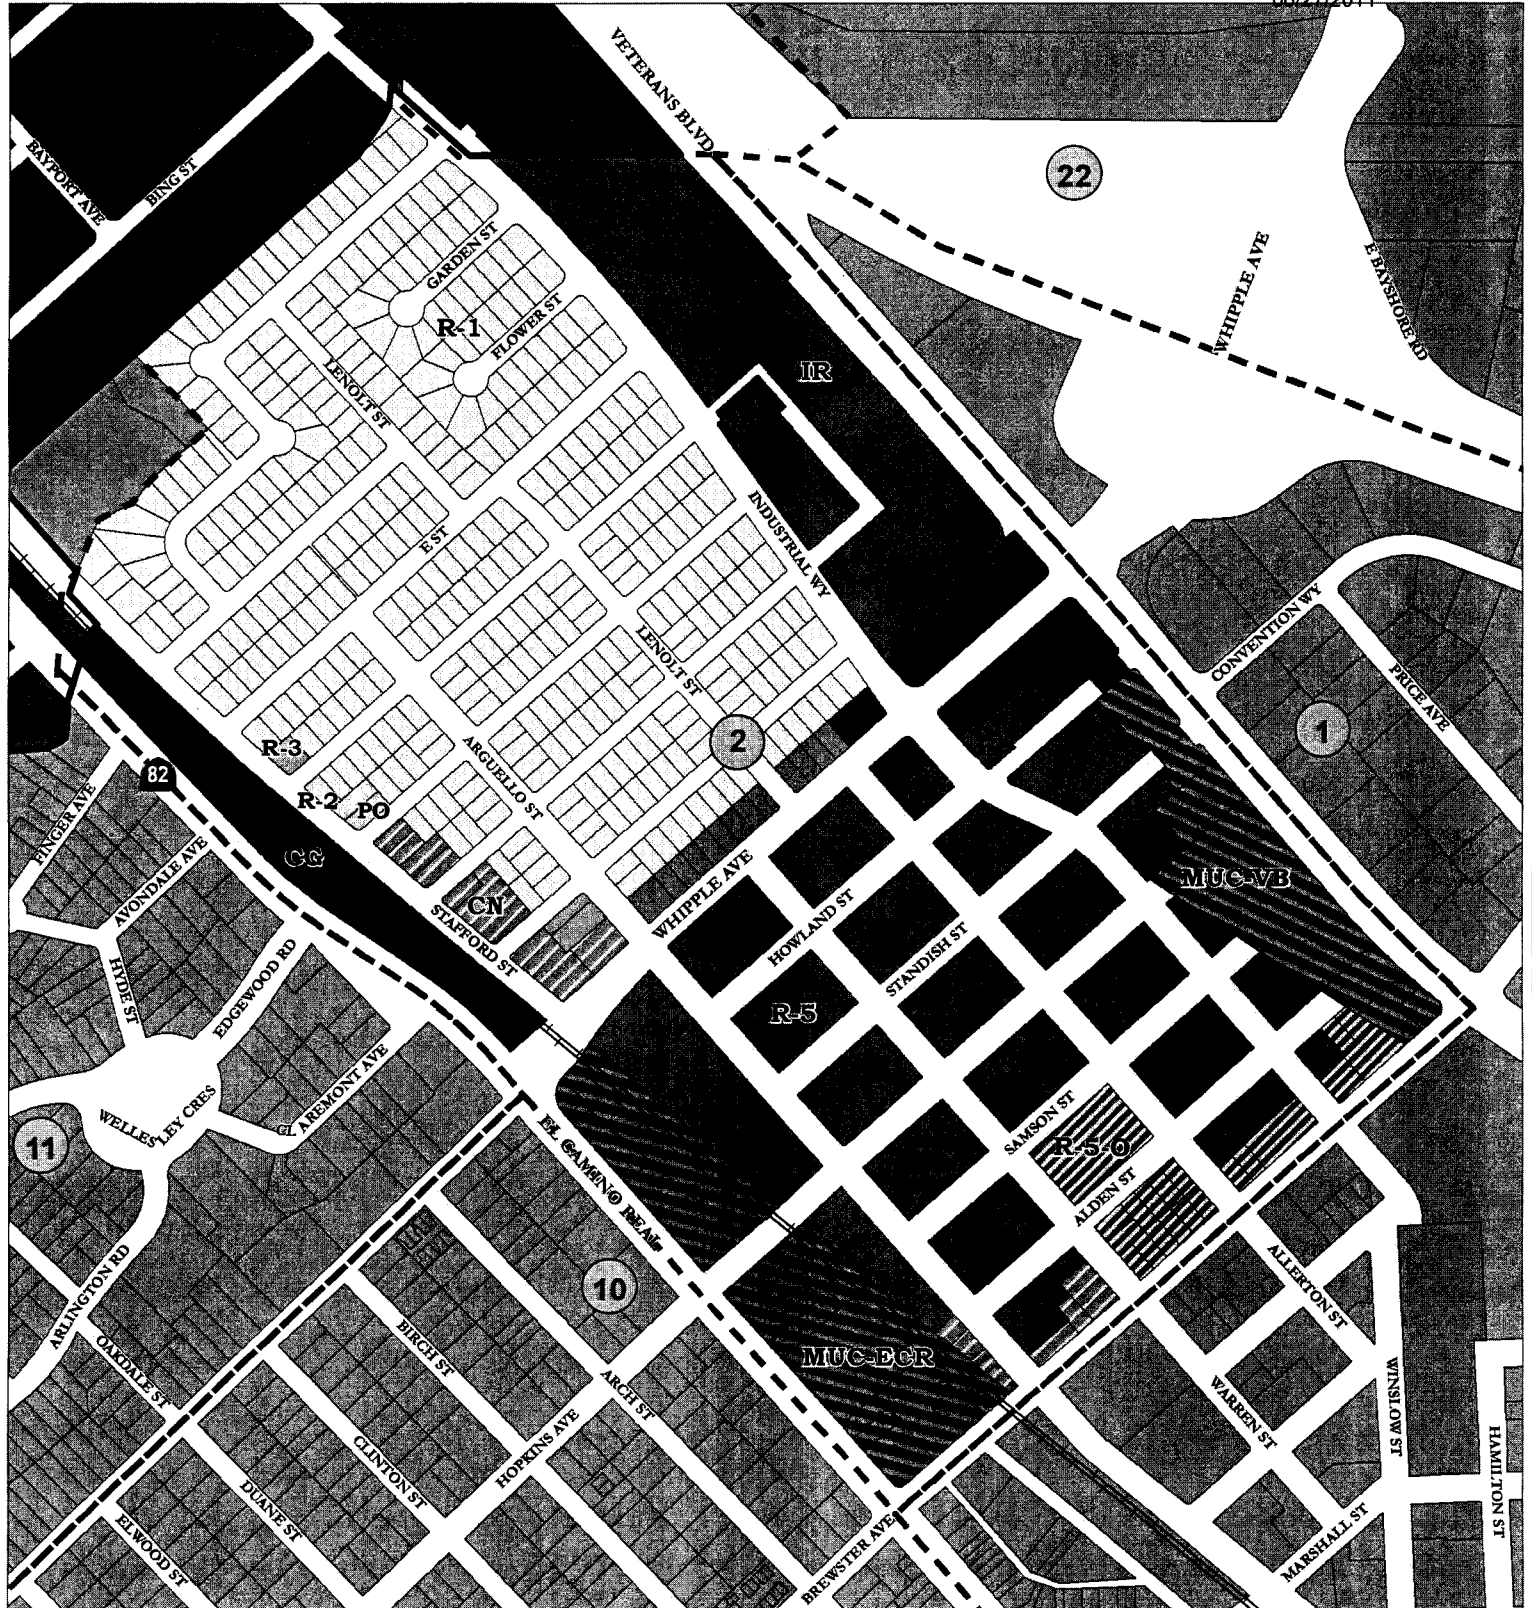 VETERANS BLVD
22
BAYPORT AVE
BING ST
GARDEN ST
WHIPPLE AVE
E BAYSHORE RD
R-1
FLOWER ST
LENOLT ST
IR
E ST
INDUSTRIAL WY
CONVENTION WY
LENOLT ST
PRICE AVE
2
1
R-3
ARGUELLO ST
82
R-2
PO
FINGER AVE
CG
AVONDALE AVE
WHIPPLE AVE
MUC-VB
CN
HOWLAND ST
STAFFORD ST
STANDISH ST
HYDE ST
EDGEWOOD RD
R-5
CLAREMONT AVE
WELLESLEY CRES
SAMSON ST
11
EL CAMINO REAL
R-5-O
ALDEN ST
ARLINGTON RD
10
ALLERTON ST
OAKDALE ST
BIRCH ST
MUC-ECR
ARCH ST
WINSLOW ST
WARREN ST
HOPKINS AVE
CLINTON ST
DUANE ST
HAMILTON ST
ELWOOD ST
BREWSTER AVE
MARSHALL ST